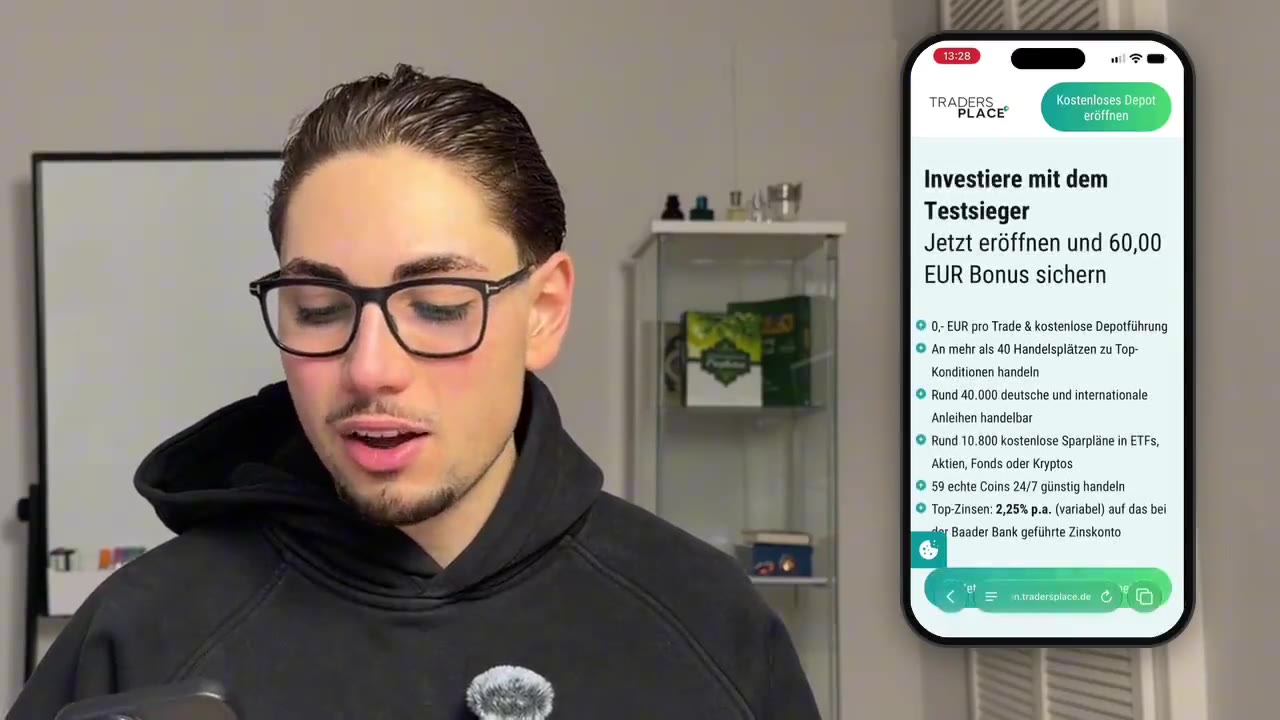 13:28
TRADERS
PLACE
Kostenloses Depot
eröffnen
Investiere mit dem
Testsieger
Jetzt eröffnen und 60,00
EUR Bonus sichern
0,- EUR pro Trade & kostenlose Depotführung
An mehr als 40 Handelsplätzen zu Top-
Konditionen handeln
Rund 40.000 deutsche und internationale
Anleihen handelbar
Rund 10.800 kostenlose Sparpläne in ETFs,
Aktien, Fonds oder Kryptos
59 echte Coins 24/7 günstig handeln
Top-Zinsen: 2,25% p.a. (variabel) auf das bei
der Baader Bank geführte Zinskonto
n.tradersplace.de